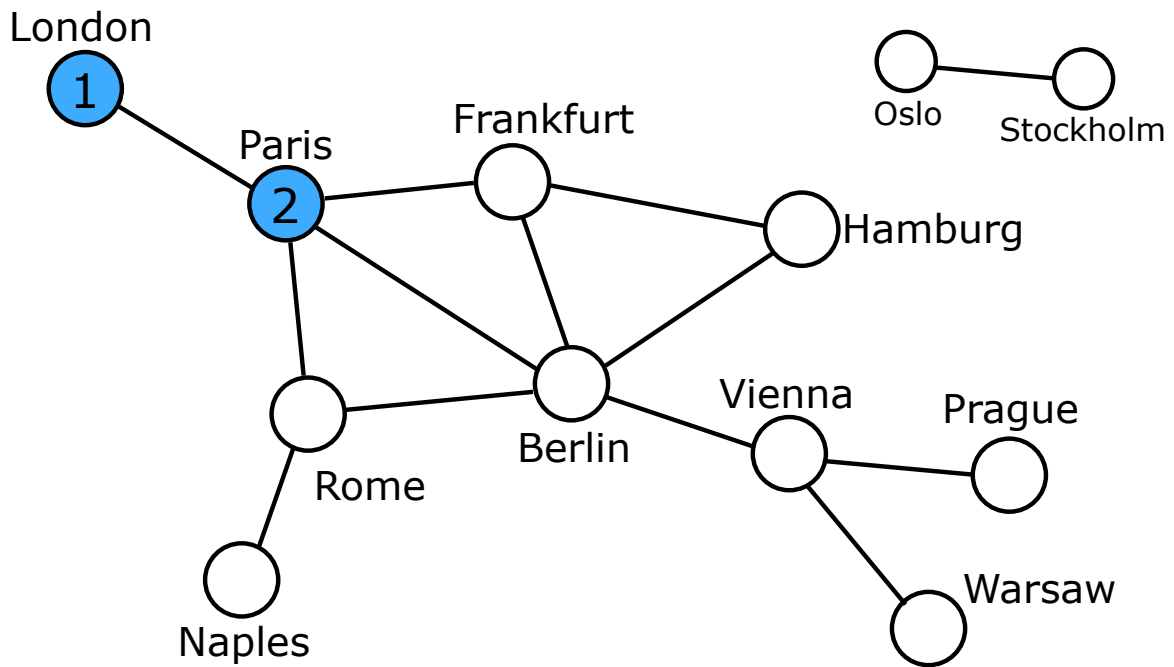 London
1
Oslo
Stockholm
Frankfurt
Paris
2
Hamburg
Vienna
Prague
Berlin
Rome
Warsaw
Naples